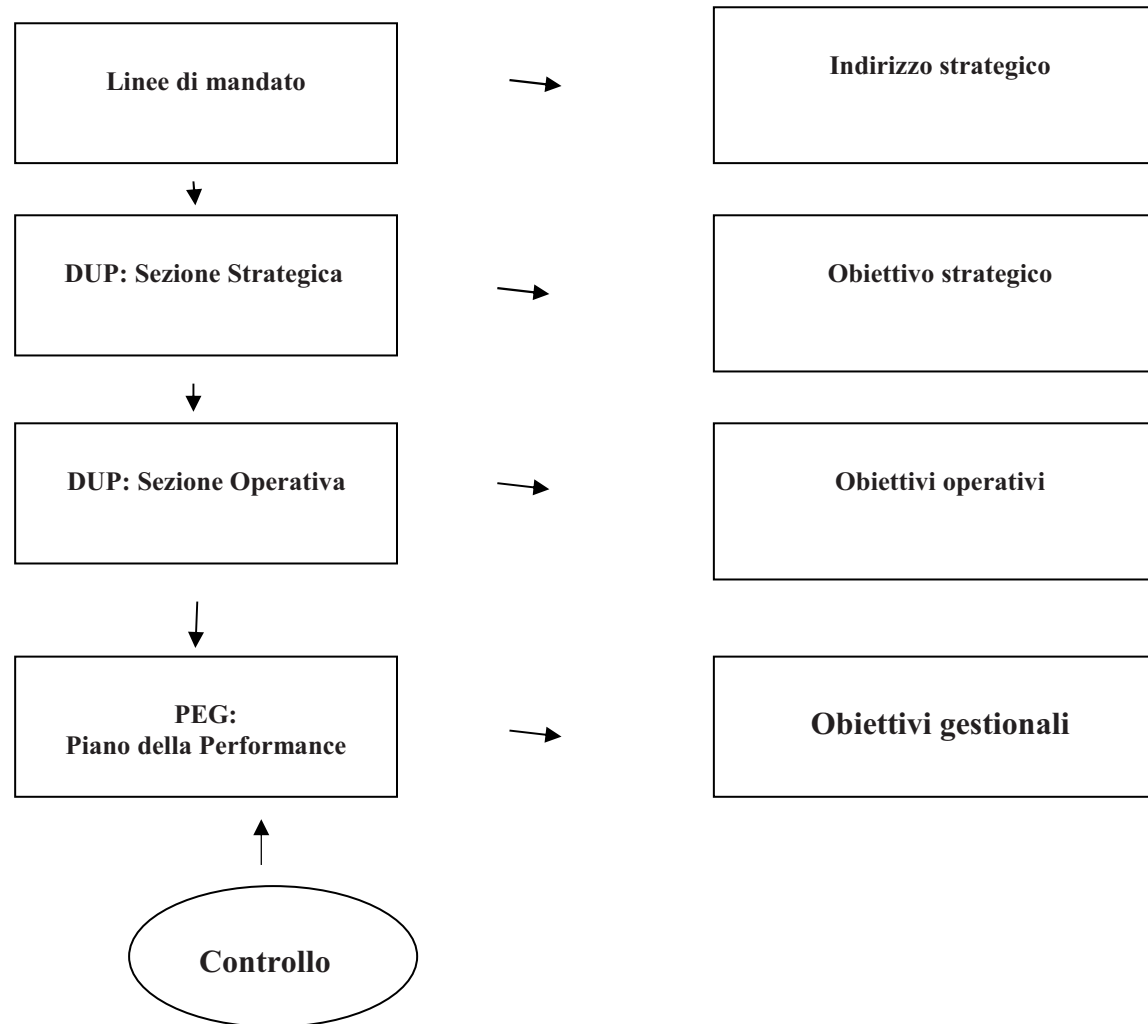 Linee di mandato
Indirizzo strategico
DUP: Sezione Strategica
Obiettivo strategico
DUP: Sezione Operativa
Obiettivi operativi
PEG:
Piano della Performance
Obiettivi gestionali
Controllo